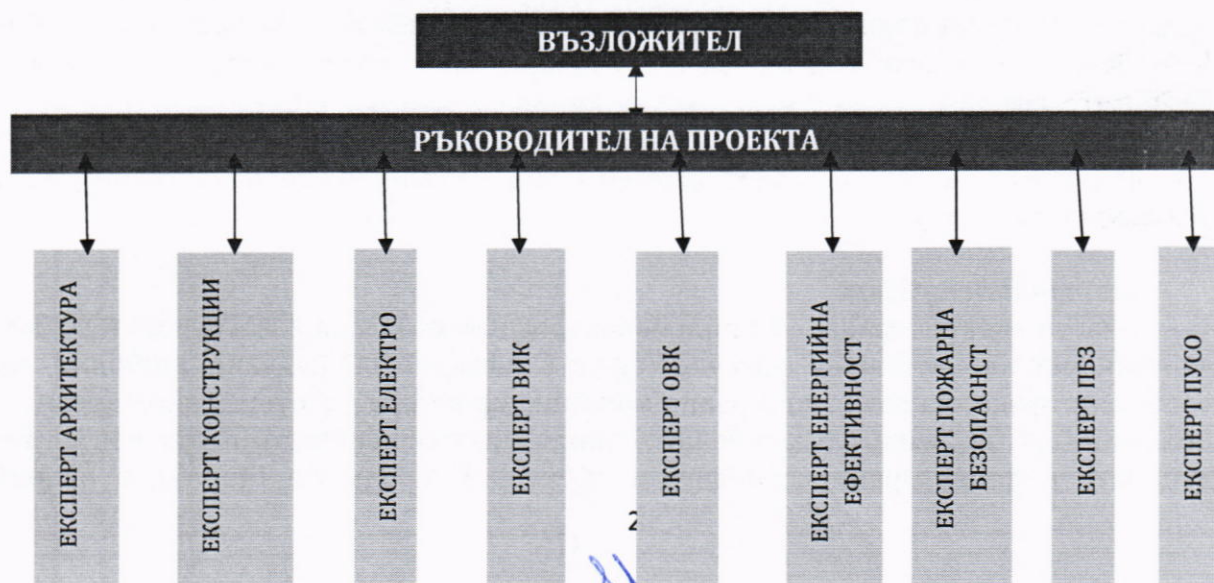 ВЪЗЛОЖИТЕЛ
РЪКОВОДИТЕЛ НА ПРОЕКТА
ЕКСПЕРТ АРХИТЕКТУРА
ЕКСПЕРТ КОНСТРУКЦИИ
ЕКСПЕРТ ЕЛЕКТРО
ЕКСПЕРТ ВИК
ЕКСПЕРТ ОВК
ЕКСПЕРТ ЕНЕРГИЙНА
ЕФЕКТИВНОСТ
ЕКСПЕРТ ПОЖАРНА
БЕЗОПАСНСТ
ЕКСПЕРТ ПБЗ
ЕКСПЕРТ ПУСО
2